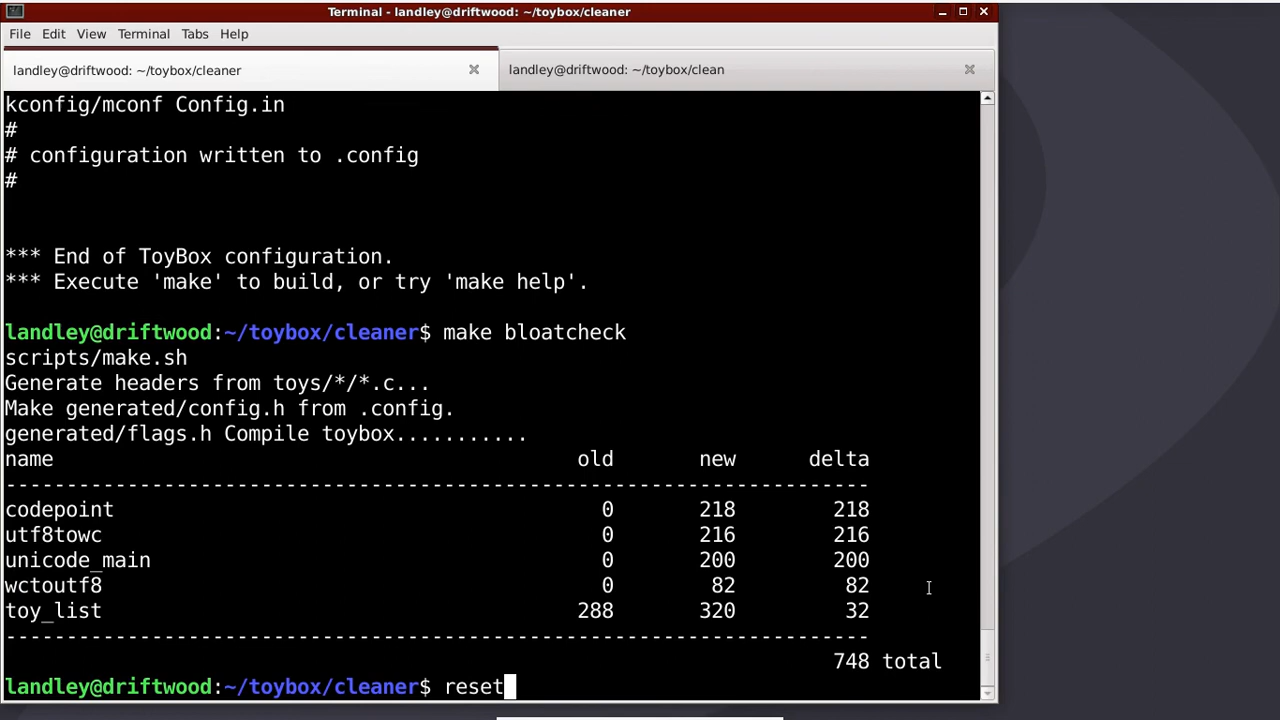 Terminal - landley@driftwood: ~/toybox/cleaner
File Edit View Terminal Tabs Help
landley@driftwood: ~/toybox/cleaner landley@driftwood: ~/toybox/clean
kconfig/mconf Config.in
#
# configuration written to .config
#
*** End of ToyBox configuration.
*** Execute 'make' to build, or try 'make help'.
landley@driftwood:~/toybox/cleaner$ make bloatcheck
scripts/make.sh
Generate headers from toys/*/*.c...
Make generated/config.h from .config.
generated/flags.h Compile toybox...........
name old new delta
-----------------------------------------------------------------------
codepoint 0 218 218
utf8towc 0 216 216
unicode_main 0 200 200
wctoutf8 0 82 82
toy_list 288 320 32
-----------------------------------------------------------------------
748 total
landley@driftwood:~/toybox/cleaner$ reset